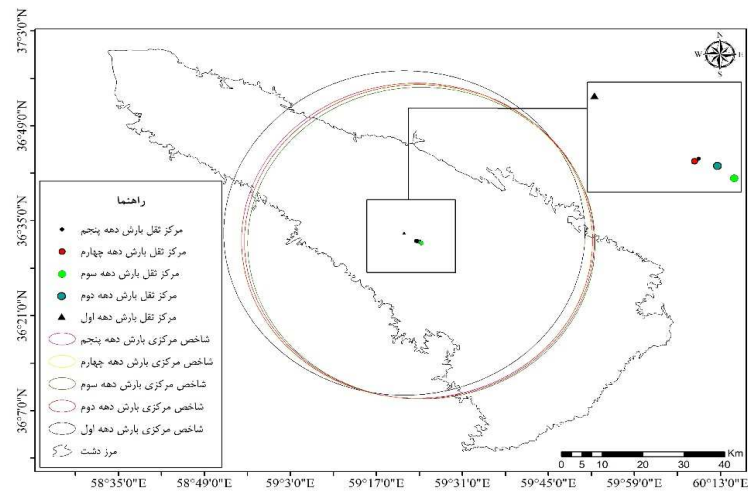 37°3'0"N
36°49'0"N
36°35'0"N
36°21'0"N
36°7'0"N
N
W
E
S
راهنما
مرکز ثقل بارش دهه پنجم
مرکز ثقل بارش دهه چهارم
مرکز ثقل بارش دهه سوم
مرکز ثقل بارش دهه دوم
مرکز ثقل بارش دهه اول
شاخص مرکزی بارش دهه پنجم
شاخص مرکزی بارش دهه چهارم
شاخص مرکزی بارش دهه سوم
شاخص مرکزی بارش دهه دوم
شاخص مرکزی بارش دهه اول
مرز دشت
Km
0 5 10 20 30 40
58°35'0"E 58°49'0"E 59°3'0"E 59°17'0"E 59°31'0"E 59°45'0"E 59°59'0"E 60°13'0"E